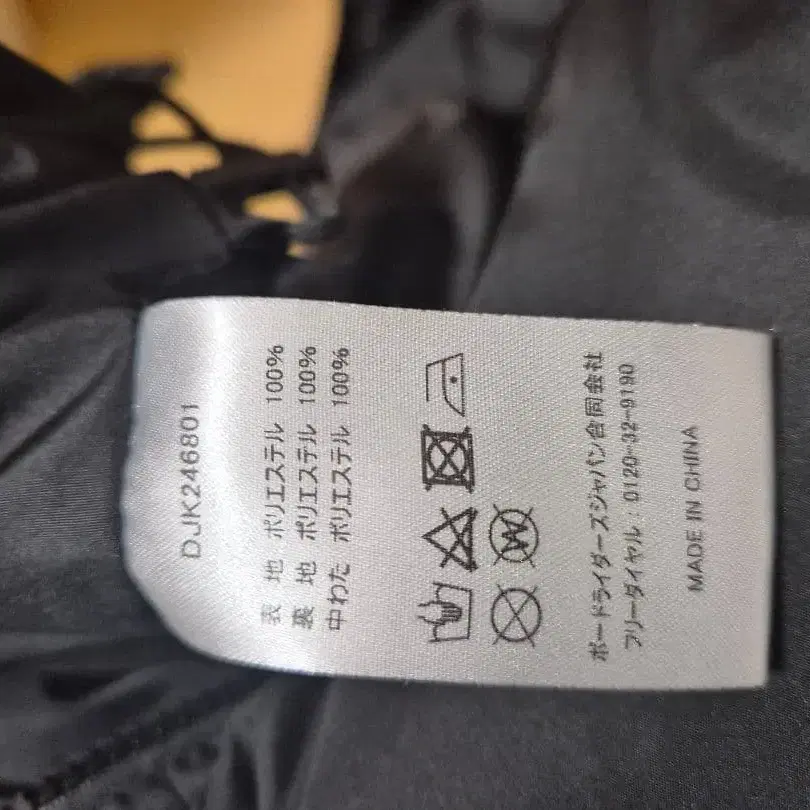 DJK246801
表 地 ポリエステル 100%
裏 地 ポリエステル 100%
中わた ポリエステル 100%
W
ボードライダーズジャパン合同会社
フリーダイヤル：0120-32-9190
MADE IN CHINA